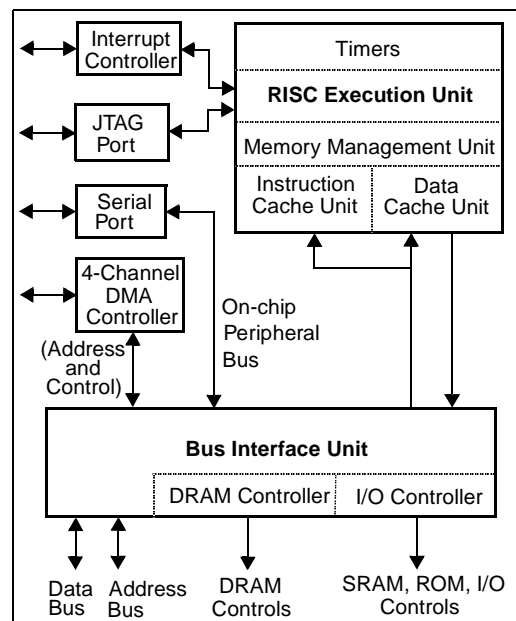 Interrupt
Controller
JTAG
Port
Serial
Port
4-Channel
DMA
Controller
(Address
and
Control)
Timers
RISC Execution Unit
Memory Management Unit
Instruction
Cache Unit
Data
Cache Unit
On-chip
Peripheral
Bus
Bus Interface Unit
DRAM Controller
I/O Controller
Data
Bus
Address
Bus
DRAM
Controls
SRAM, ROM, I/O
Controls